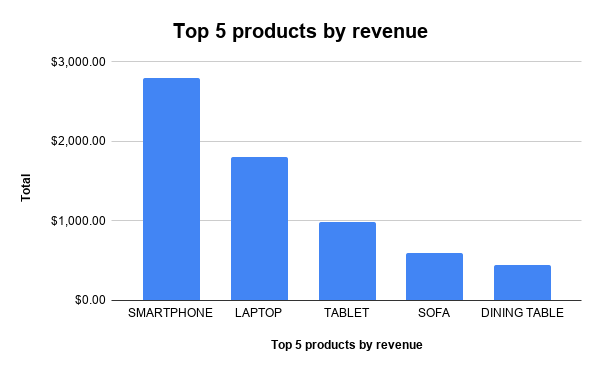 Top 5 products by revenue
$3,000.00
$2,000.00
$1,000.00
$0.00
Total
SMARTPHONE LAPTOP TABLET SOFA DINING TABLE
Top 5 products by revenue